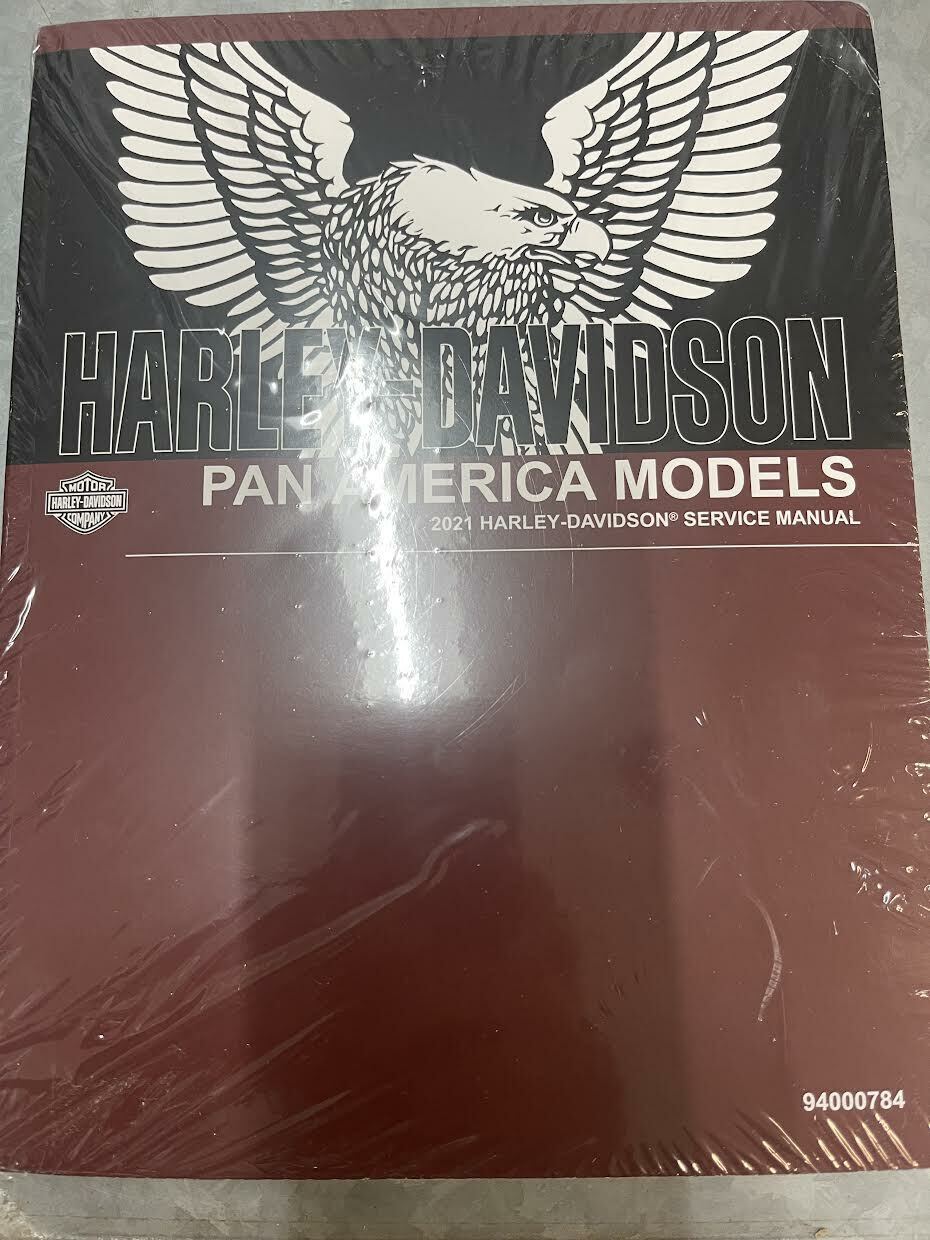 HARLEY-DAVIDSON
PAN AMERICA MODELS
MOTOR
HARLEY-DAVIDSON
COMPANY
2021 HARLEY-DAVIDSON® SERVICE MANUAL
94000784